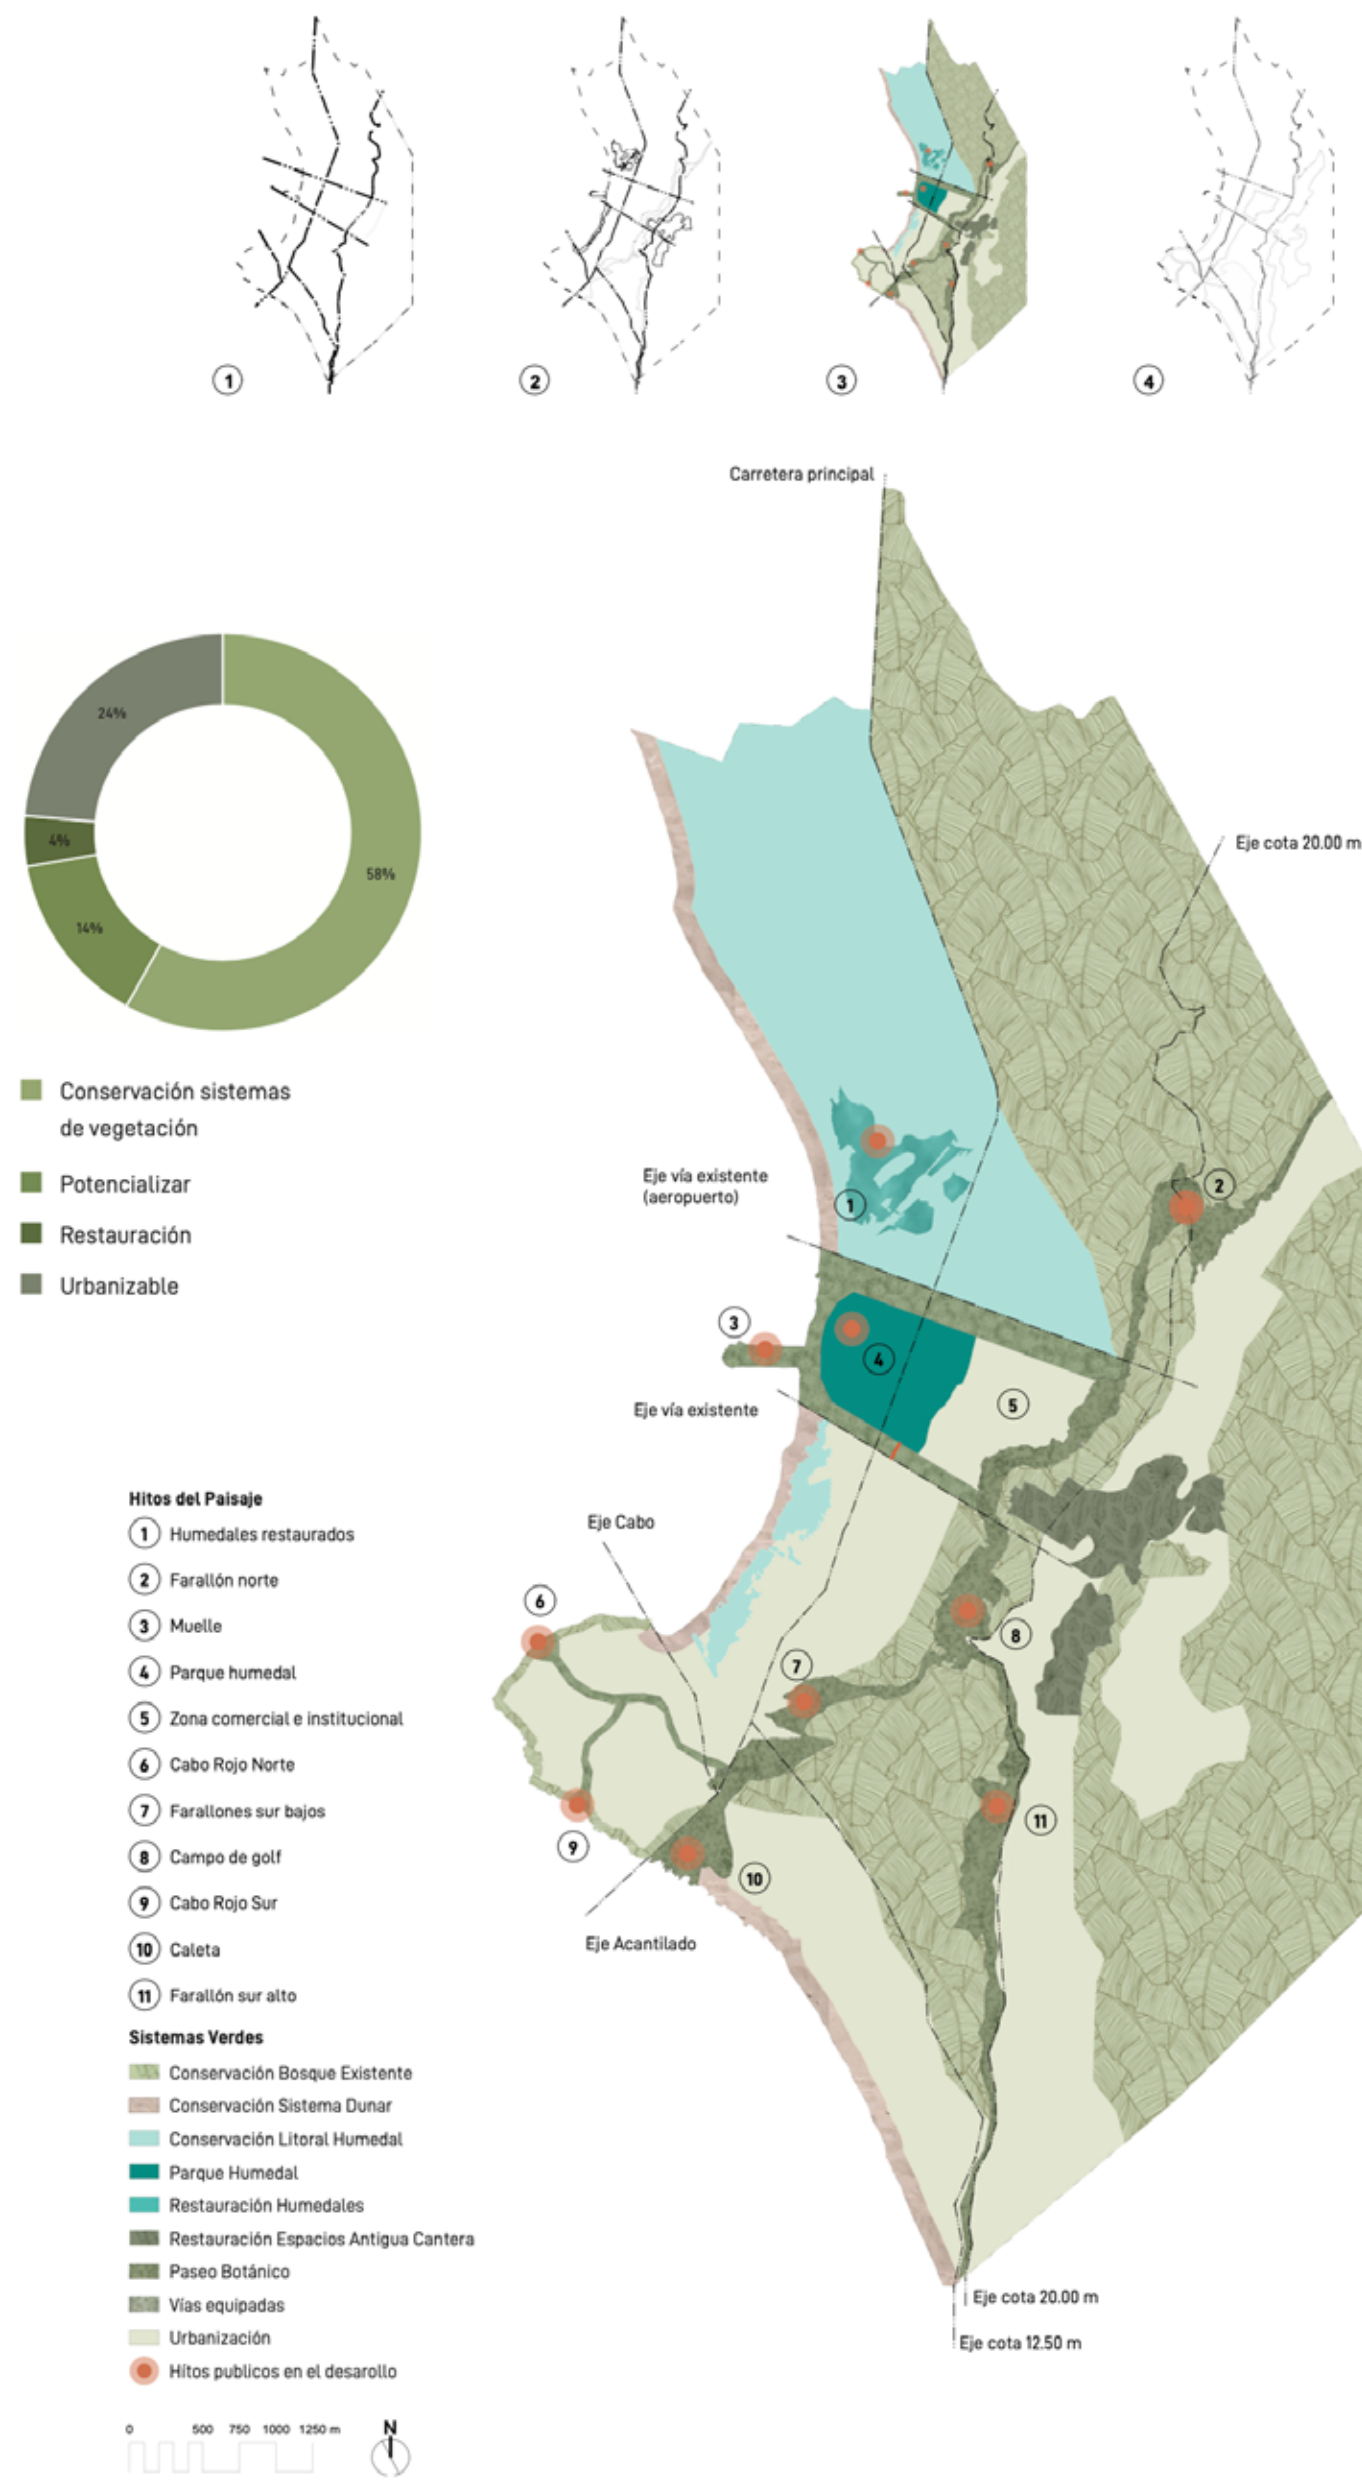 1
2
3
4
Carretera principal
24%
4%
14%
58%
Eje cota 20.00 m
Conservación sistemas
de vegetación
Potencializar
Restauración
Urbanizable
Eje vía existente
(aeropuerto)
1
2
3
4
Eje vía existente
5
Eje Cabo
6
7
8
9
10
11
Eje Acantilado
Hitos del Paisaje
1 Humedales restaurados
2 Farallón norte
3 Muelle
4 Parque humedal
5 Zona comercial e institucional
6 Cabo Rojo Norte
7 Farallones sur bajos
8 Campo de golf
9 Cabo Rojo Sur
10 Caleta
11 Farallón sur alto
Sistemas Verdes
Conservación Bosque Existente
Conservación Sistema Dunar
Conservación Litoral Humedal
Parque Humedal
Restauración Humedales
Restauración Espacios Antigua Cantera
Paseo Botánico
Vías equipadas
Urbanización
Hítos publicos en el desarollo
Eje cota 20.00 m
Eje cota 12.50 m
0 500 750 1000 1250 m
N